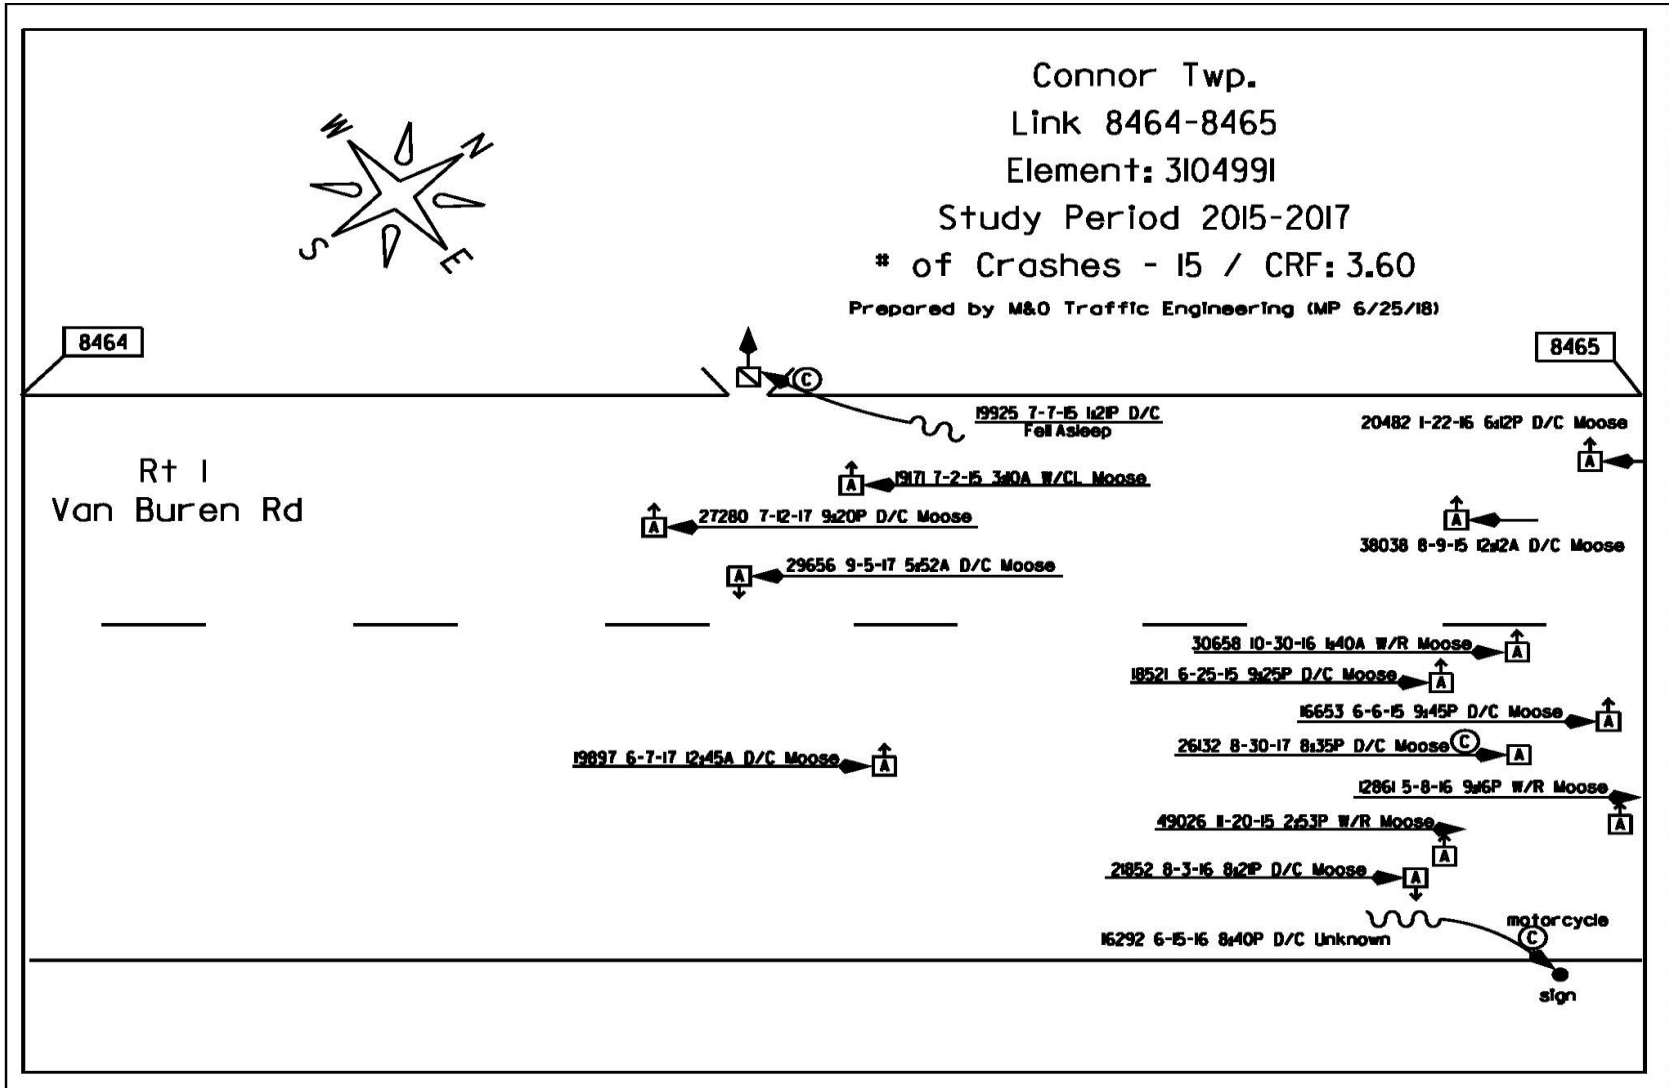 Connor Twp.
Link 8464-8465
Element: 3104991
Study Period 2015-2017
# of Crashes - 15 / CRF: 3.60
Prepared by M&O Traffic Engineering (MP 6/25/18)
W
N
S
E
8464
8465
C
19925 7-7-15 1:21P D/C
Fell Asleep
20482 1-22-16 6:12P D/C Moose
A
Rt 1
Van Buren Rd
A
19171 7-2-15 3:10A W/CL Moose
A
27280 7-12-17 9:20P D/C Moose
A
38038 8-9-15 12:12A D/C Moose
A
29656 9-5-17 5:52A D/C Moose
30658 10-30-16 1:40A W/R Moose
A
18521 6-25-15 9:25P D/C Moose
A
16653 6-6-15 9:45P D/C Moose
A
26132 8-30-17 8:35P D/C Moose
C
A
19897 6-7-17 12:45A D/C Moose
A
12861 5-8-16 9:16P W/R Moose
A
49026 11-20-15 2:53P W/R Moose
A
21852 8-3-16 8:21P D/C Moose
A
motorcycle
C
16292 6-15-16 8:40P D/C Unknown
sign